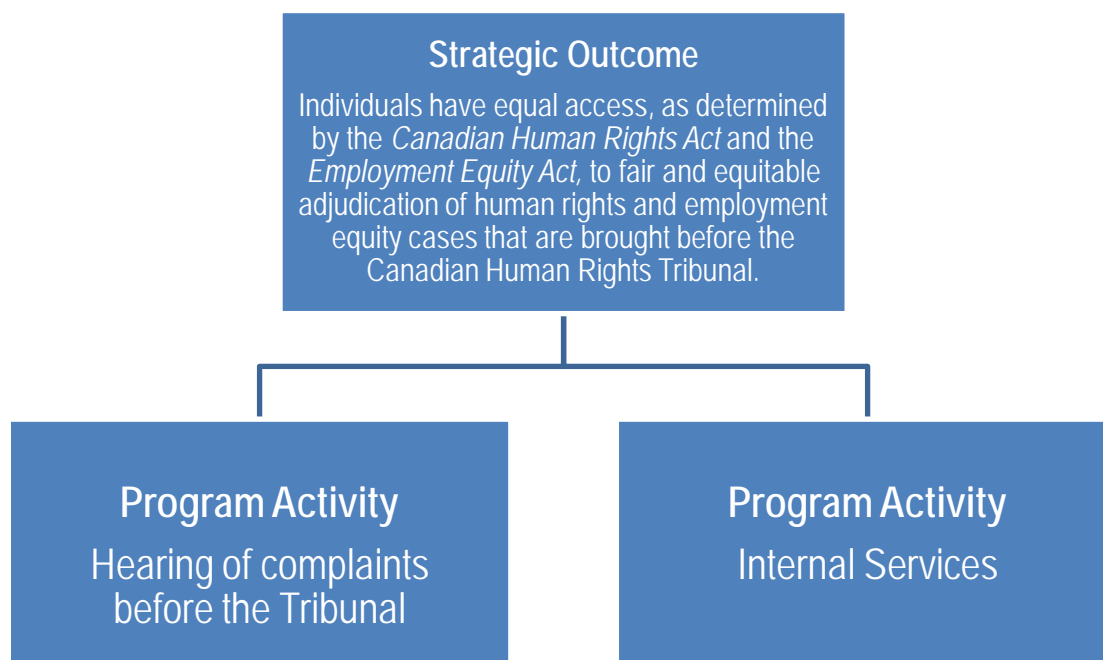 Strategic Outcome
Individuals have equal access, as determined
by the Canadian Human Rights Act and the
Employment Equity Act, to fair and equitable
adjudication of human rights and employment
equity cases that are brought before the
Canadian Human Rights Tribunal.
Program Activity
Hearing of complaints
before the Tribunal
Program Activity
Internal Services